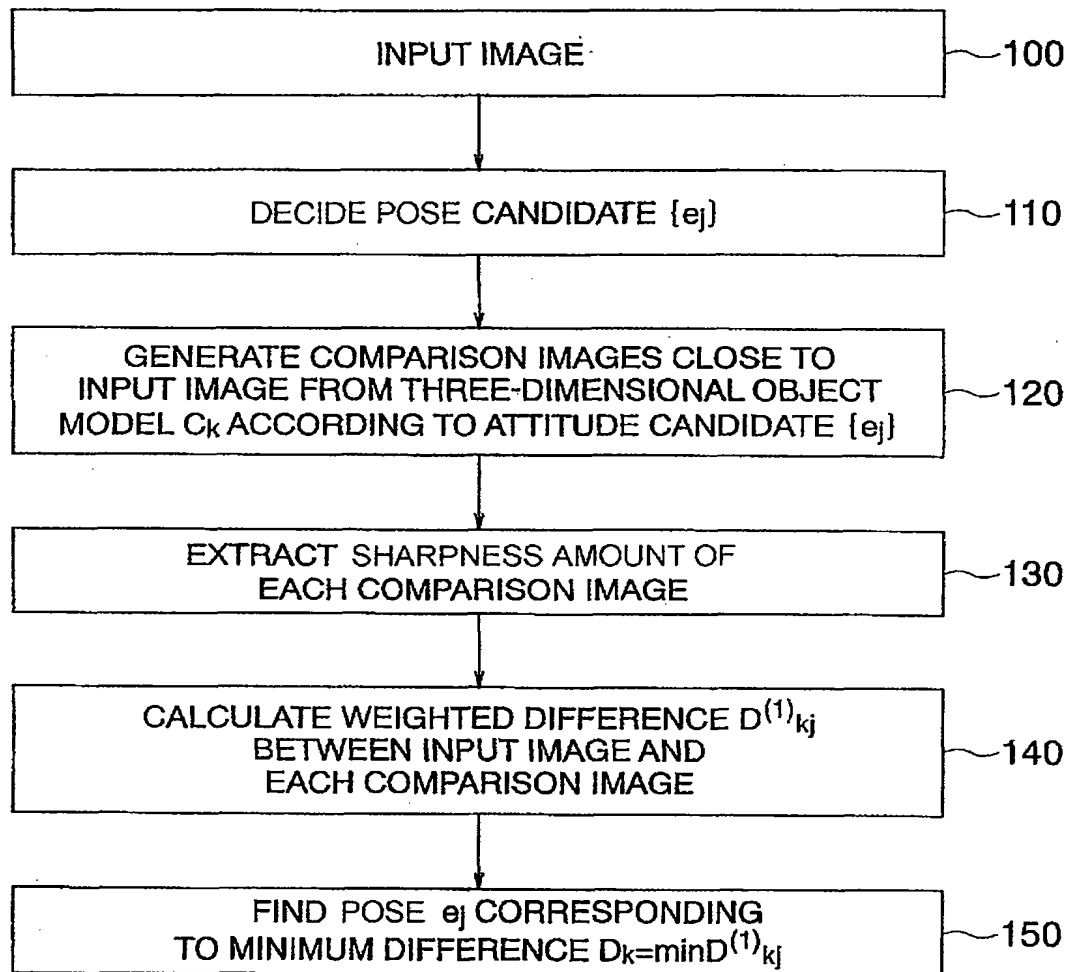 INPUT IMAGE
100
DECIDE POSE CANDIDATE {ej}
110
GENERATE COMPARISON IMAGES CLOSE TO
INPUT IMAGE FROM THREE-DIMENSIONAL OBJECT
MODEL Ck ACCORDING TO ATTITUDE CANDIDATE {ej}
120
EXTRACT SHARPNESS AMOUNT OF
EACH COMPARISON IMAGE
130
CALCULATE WEIGHTED DIFFERENCE D(1)kj
BETWEEN INPUT IMAGE AND
EACH COMPARISON IMAGE
140
FIND POSE ej CORRESPONDING
TO MINIMUM DIFFERENCE Dk=minD(1)kj
150